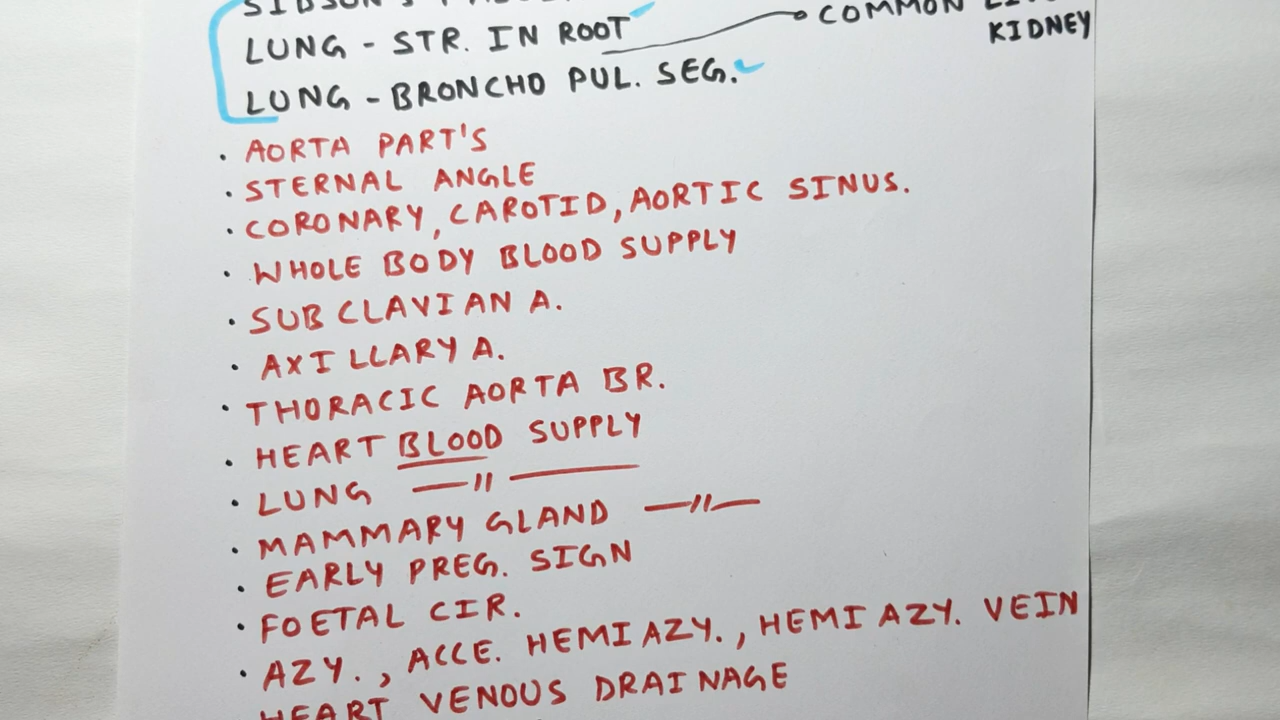 LUNG - STR. IN ROOT
COMMON
KIDNEY
LUNG - BRONCHO PUL. SEG.
· AORTA PART'S
· STERNAL ANGLE
· CORONARY, CAROTID, AORTIC SINUS.
· WHOLE BODY BLOOD SUPPLY
· SUBCLAVIAN A.
· AXILLARY A.
· THORACIC AORTA BR.
· HEART BLOOD SUPPLY
· LUNG —〃—
· MAMMARY GLAND —〃—
· EARLY PREG. SIGN
· FOETAL CIR.
· AZY., ACCE. HEMIAZY., HEMIAZY. VEIN
HEART VENOUS DRAINAGE